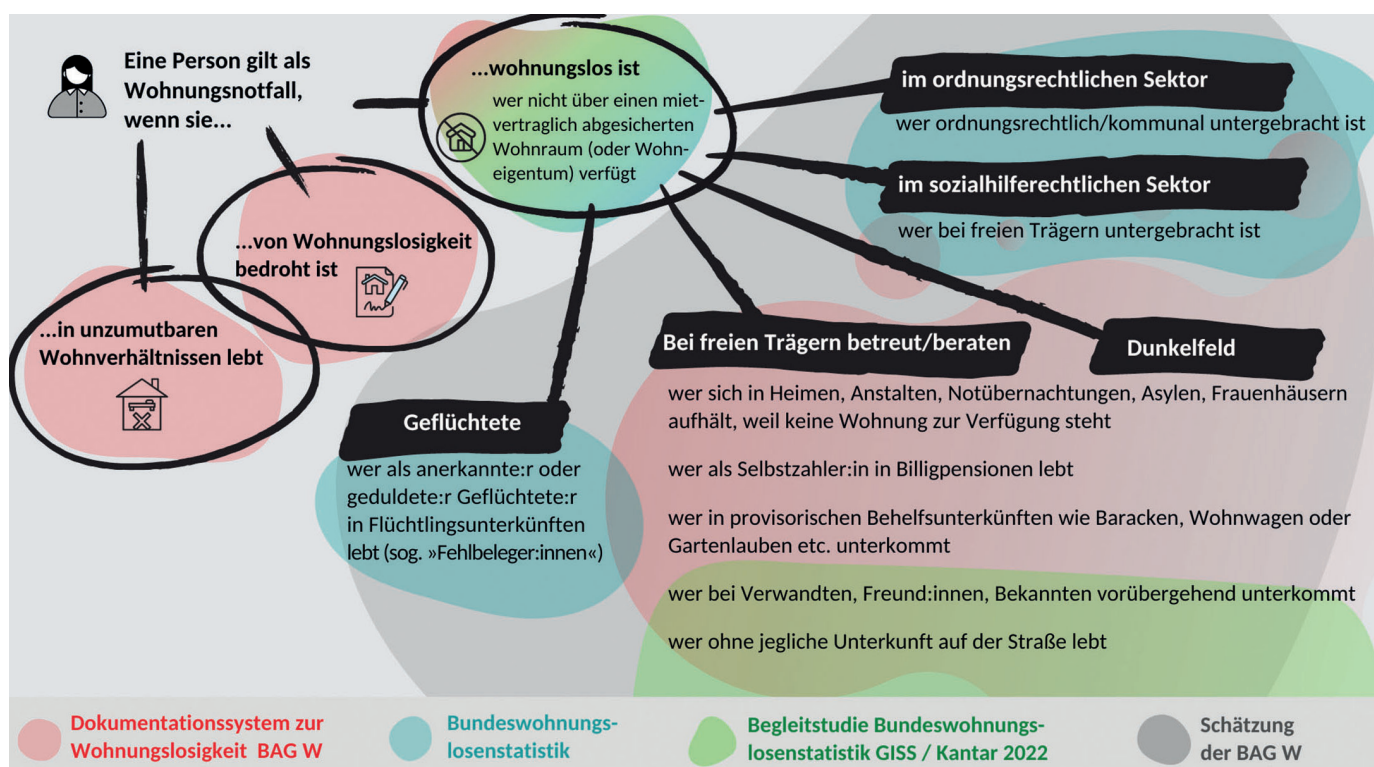 Eine Person gilt als
Wohnungsnotfall,
wenn sie...
...wohnungslos ist
wer nicht über einen miet-
vertraglich abgesicherten
Wohnraum (oder Wohn-
eigentum) verfügt
...von Wohnungslosigkeit
bedroht ist
...in unzumutbaren
Wohnverhältnissen lebt
im ordnungsrechtlichen Sektor
wer ordnungsrechtlich/kommunal untergebracht ist
im sozialhilferechtlichen Sektor
wer bei freien Trägern untergebracht ist
Bei freien Trägern betreut/beraten
Dunkelfeld
wer sich in Heimen, Anstalten, Notübernachtungen, Asylen, Frauenhäusern
aufhält, weil keine Wohnung zur Verfügung steht
wer als Selbstzahler:in in Billigpensionen lebt
wer in provisorischen Behelfsunterkünften wie Baracken, Wohnwagen oder
Gartenlauben etc. unterkommt
wer bei Verwandten, Freund:innen, Bekannten vorübergehend unterkommt
wer ohne jegliche Unterkunft auf der Straße lebt
Geflüchtete
wer als anerkannte:r oder
geduldete:r Geflüchtete:r
in Flüchtlingsunterkünften
lebt (sog. »Fehlbeleger:innen«)
Dokumentationssystem zur
Wohnungslosigkeit BAG W
Bundeswohnungs-
losenstatistik
Begleitstudie Bundeswohnungs-
losenstatistik GISS / Kantar 2022
Schätzung
der BAG W